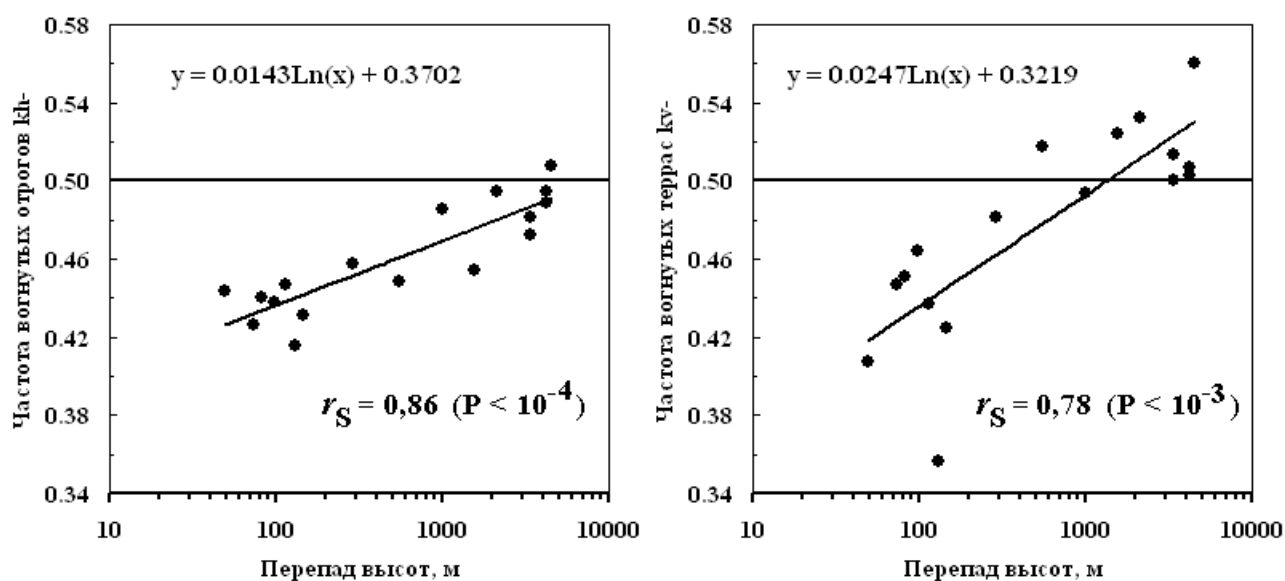 Частота вогнутых отрогов kh-
0.58
0.54
0.50
0.46
0.42
0.38
0.34
y = 0.0143Ln(x) + 0.3702
r_S = 0,86 (P < 10^-4)
10
100
1000
10000
Перепад высот, м
Частота вогнутых террас kv-
0.58
0.54
0.50
0.46
0.42
0.38
0.34
y = 0.0247Ln(x) + 0.3219
r_S = 0,78 (P < 10^-3)
10
100
1000
10000
Перепад высот, м